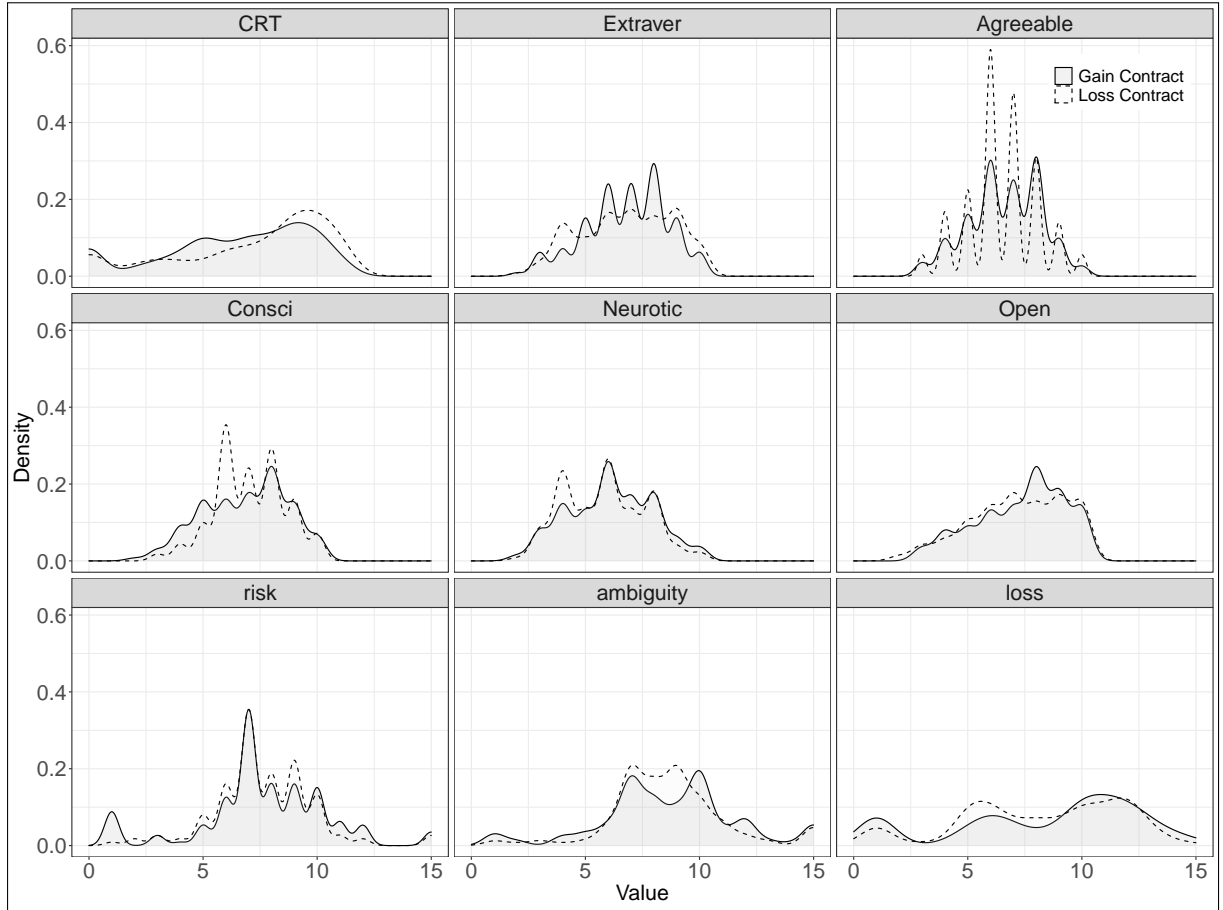 CRT Extraver Agreeable
0.6
Gain Contract
Loss Contract
0.4
0.2
0.0
Consci Neurotic Open
0.6
0.4
0.2
0.0
Density
risk ambiguity loss
0.6
0.4
0.2
0.0
0 5 10 15 0 5 10 15 0 5 10 15
Value